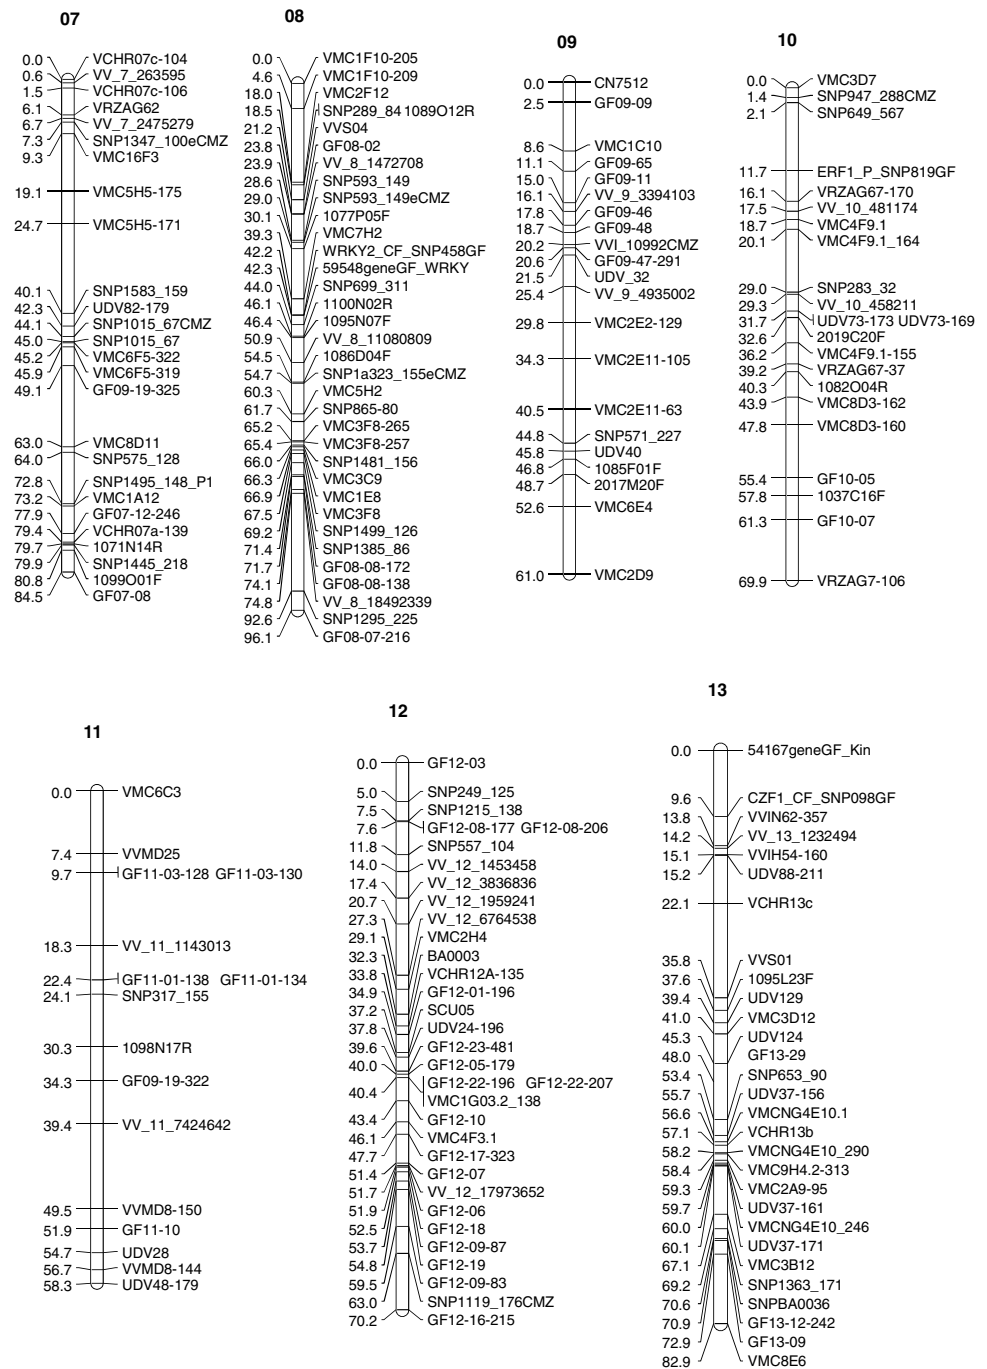 07
0.0 VCHR07c-104
0.6 VV_7_263595
1.5 VCHR07c-106
6.1 VRZAG62
6.7 VV_7_2475279
7.3 SNP1347_100eCMZ
9.3 VMC16F3
19.1 VMC5H5-175
24.7 VMC5H5-171
40.1 SNP1583_159
42.3 UDV82-179
44.1 SNP1015_67CMZ
45.0 SNP1015_67
45.2 VMC6F5-322
45.9 VMC6F5-319
49.1 GF09-19-325
63.0 VMC8D11
64.0 SNP575_128
72.8 SNP1495_148_P1
73.2 VMC1A12
77.9 GF07-12-246
79.4 VCHR07a-139
79.7 1071N14R
79.9 SNP1445_218
80.8 1099O01F
84.5 GF07-08
08
0.0 VMC1F10-205
4.6 VMC1F10-209
18.0 VMC2F12
18.5 SNP289_84 1089O12R
21.2 VVS04
23.8 GF08-02
23.9 VV_8_1472708
28.6 SNP593_149
29.0 SNP593_149eCMZ
30.1 1077P05F
39.3 VMC7H2
42.2 WRKY2_CF_SNP458GF
42.3 59548geneGF_WRKY
44.0 SNP699_311
46.1 1100N02R
46.4 1095N07F
50.9 VV_8_11080809
54.5 1086D04F
54.7 SNP1a323_155eCMZ
60.3 VMC5H2
61.7 SNP865-80
65.2 VMC3F8-265
65.4 VMC3F8-257
66.0 SNP1481_156
66.3 VMC3C9
66.9 VMC1E8
67.5 VMC3F8
69.2 SNP1499_126
71.4 SNP1385_86
71.7 GF08-08-172
74.1 GF08-08-138
74.8 VV_8_18492339
92.6 SNP1295_225
96.1 GF08-07-216
09
0.0 CN7512
2.5 GF09-09
8.6 VMC1C10
11.1 GF09-65
15.0 GF09-11
16.1 VV_9_3394103
17.8 GF09-46
18.7 GF09-48
20.2 VVI_10992CMZ
20.6 GF09-47-291
21.5 UDV_32
25.4 VV_9_4935002
29.8 VMC2E2-129
34.3 VMC2E11-105
40.5 VMC2E11-63
44.8 SNP571_227
45.8 UDV40
46.8 1085F01F
48.7 2017M20F
52.6 VMC6E4
61.0 VMC2D9
10
0.0 VMC3D7
1.4 SNP947_288CMZ
2.1 SNP649_567
11.7 ERF1_P_SNP819GF
16.1 VRZAG67-170
17.5 VV_10_481174
18.7 VMC4F9.1
20.1 VMC4F9.1_164
29.0 SNP283_32
29.3 VV_10_458211
31.7 UDV73-173 UDV73-169
32.6 2019C20F
36.2 VMC4F9.1-155
39.2 VRZAG67-37
40.3 1082O04R
43.9 VMC8D3-162
47.8 VMC8D3-160
55.4 GF10-05
57.8 1037C16F
61.3 GF10-07
69.9 VRZAG7-106
11
0.0 VMC6C3
7.4 VVMD25
9.7 GF11-03-128 GF11-03-130
18.3 VV_11_1143013
22.4 GF11-01-138 GF11-01-134
24.1 SNP317_155
30.3 1098N17R
34.3 GF09-19-322
39.4 VV_11_7424642
49.5 VVMD8-150
51.9 GF11-10
54.7 UDV28
56.7 VVMD8-144
58.3 UDV48-179
12
0.0 GF12-03
5.0 SNP249_125
7.5 SNP1215_138
7.6 GF12-08-177 GF12-08-206
11.8 SNP557_104
14.0 VV_12_1453458
17.4 VV_12_3836836
20.7 VV_12_1959241
27.3 VV_12_6764538
29.1 VMC2H4
32.3 BA0003
33.8 VCHR12A-135
34.9 GF12-01-196
37.2 SCU05
37.8 UDV24-196
39.6 GF12-23-481
40.0 GF12-05-179
40.4 GF12-22-196 GF12-22-207
VMC1G03.2_138
43.4 GF12-10
46.1 VMC4F3.1
47.7 GF12-17-323
51.4 GF12-07
51.7 VV_12_17973652
51.9 GF12-06
52.5 GF12-18
53.7 GF12-09-87
54.8 GF12-19
59.5 GF12-09-83
63.0 SNP1119_176CMZ
70.2 GF12-16-215
13
0.0 54167geneGF_Kin
9.6 CZF1_CF_SNP098GF
13.8 VVIN62-357
14.2 VV_13_1232494
15.1 VVIH54-160
15.2 UDV88-211
22.1 VCHR13c
35.8 VVS01
37.6 1095L23F
39.4 UDV129
41.0 VMC3D12
45.3 UDV124
48.0 GF13-29
53.4 SNP653_90
55.7 UDV37-156
56.6 VMCNG4E10.1
57.1 VCHR13b
58.2 VMCNG4E10_290
58.4 VMC9H4.2-313
59.3 VMC2A9-95
59.7 UDV37-161
60.0 VMCNG4E10_246
60.1 UDV37-171
67.1 VMC3B12
69.2 SNP1363_171
70.6 SNPBA0036
70.9 GF13-12-242
72.9 GF13-09
82.9 VMC8E6